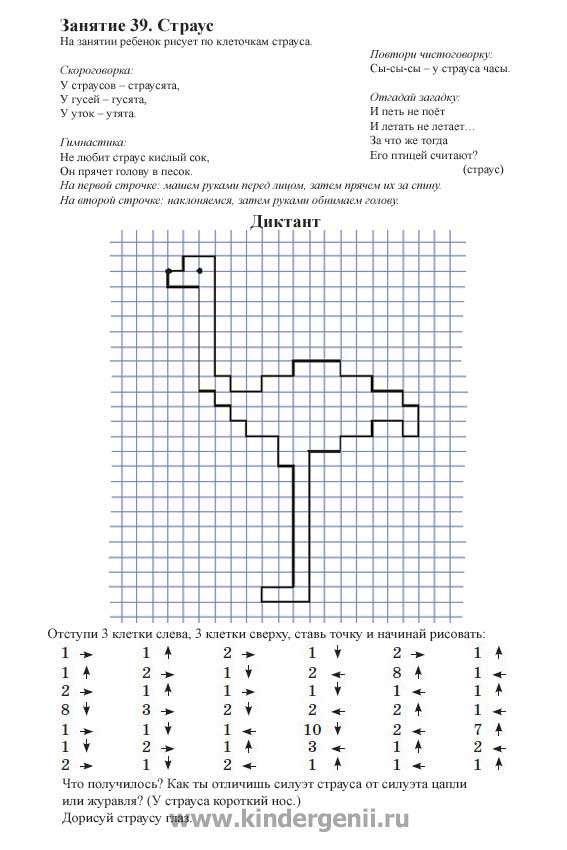 Занятие 39. Страус
На занятии ребенок рисует по клеточкам страуса.
Скороговорка:
У страусов – страусята,
У гусей – гусята,
У уток – утята.
Гимнастика:
Не любит страус кислый сок,
Он прячет голову в песок.
Повтори чистоговорку:
Сы-сы-сы – у страуса часы.
Отгадай загадку:
И петь не поёт
И летать не летает…
За что же тогда
Его птицей считают?
(страус)
На первой строчке: машем руками перед лицом, затем прячем их за спину.
На второй строчке: наклоняемся, затем руками обнимаем голову.
Диктант
Отступи 3 клетки слева, 3 клетки сверху, ставь точку и начинай рисовать:
1 → 1 ↑ 2 → 1 ↓ 2 → 1 ↑
1 ↑ 2 → 1 ↓ 2 ← 8 ↑ 1 ←
2 → 1 ↑ 1 → 1 ↓ 1 ← 1 ↑
8 ↓ 3 → 2 ↓ 2 ← 2 ↑ 1 ←
1 → 1 ↓ 1 ← 10 ↓ 2 ← 7 ↑
1 ↓ 2 → 1 ↑ 3 ← 1 ↑ 2 ←
2 → 1 ↓ 2 ← 1 ↑ 1 ← 1 ↑
Что получилось? Как ты отличишь силуэт страуса от силуэта цапли
или журавля? (У страуса короткий нос.)
Дорисуй страусу глаз.
www.kindergenii.ru